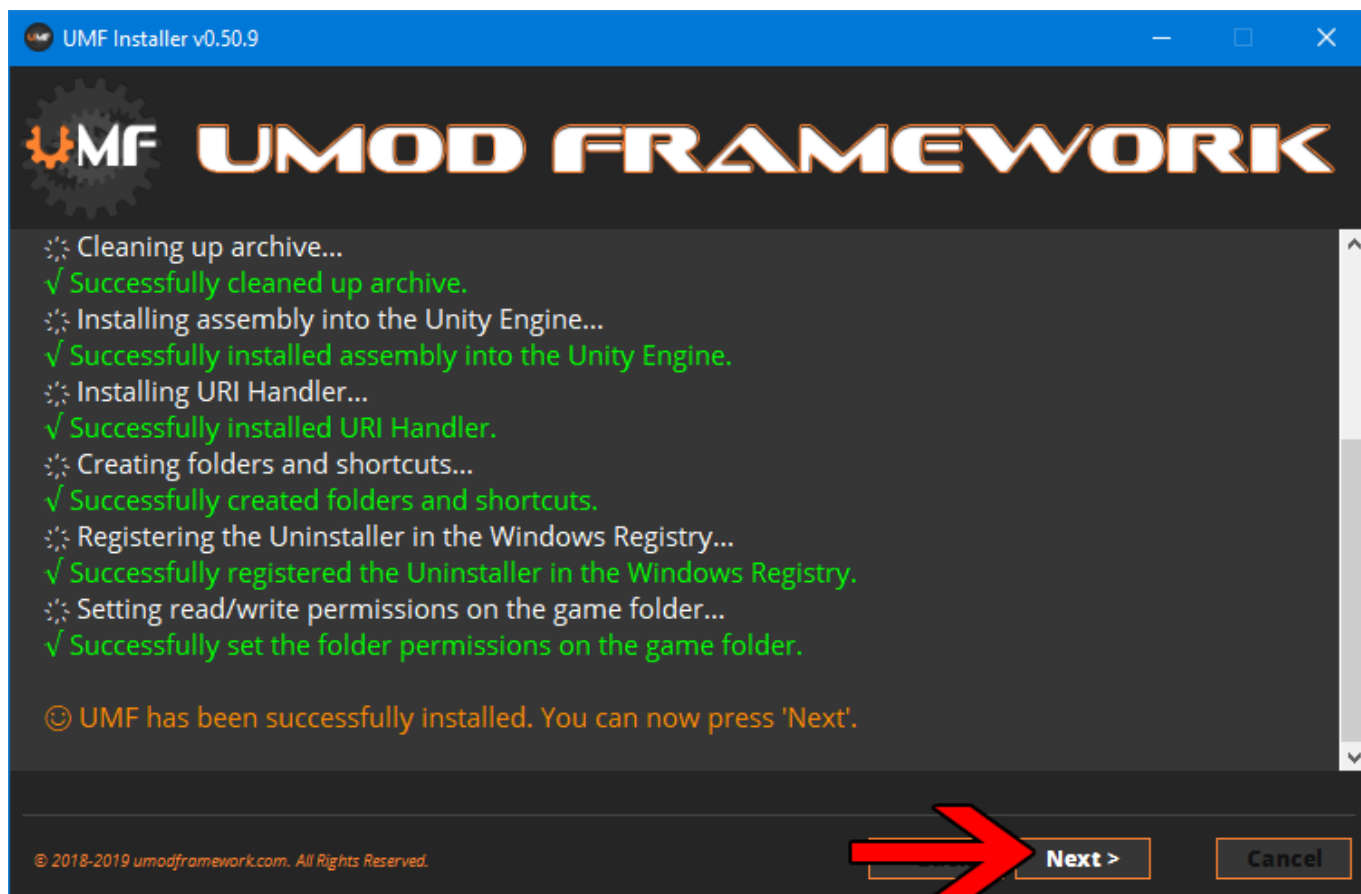 UMF Installer v0.50.9
UMF UMOD FRAMEWORK
Cleaning up archive...
√ Successfully cleaned up archive.
Installing assembly into the Unity Engine...
√ Successfully installed assembly into the Unity Engine.
Installing URI Handler...
√ Successfully installed URI Handler.
Creating folders and shortcuts...
√ Successfully created folders and shortcuts.
Registering the Uninstaller in the Windows Registry...
√ Successfully registered the Uninstaller in the Windows Registry.
Setting read/write permissions on the game folder...
√ Successfully set the folder permissions on the game folder.
☺ UMF has been successfully installed. You can now press 'Next'.
© 2018-2019 umodframework.com. All Rights Reserved.
Next >
Cancel